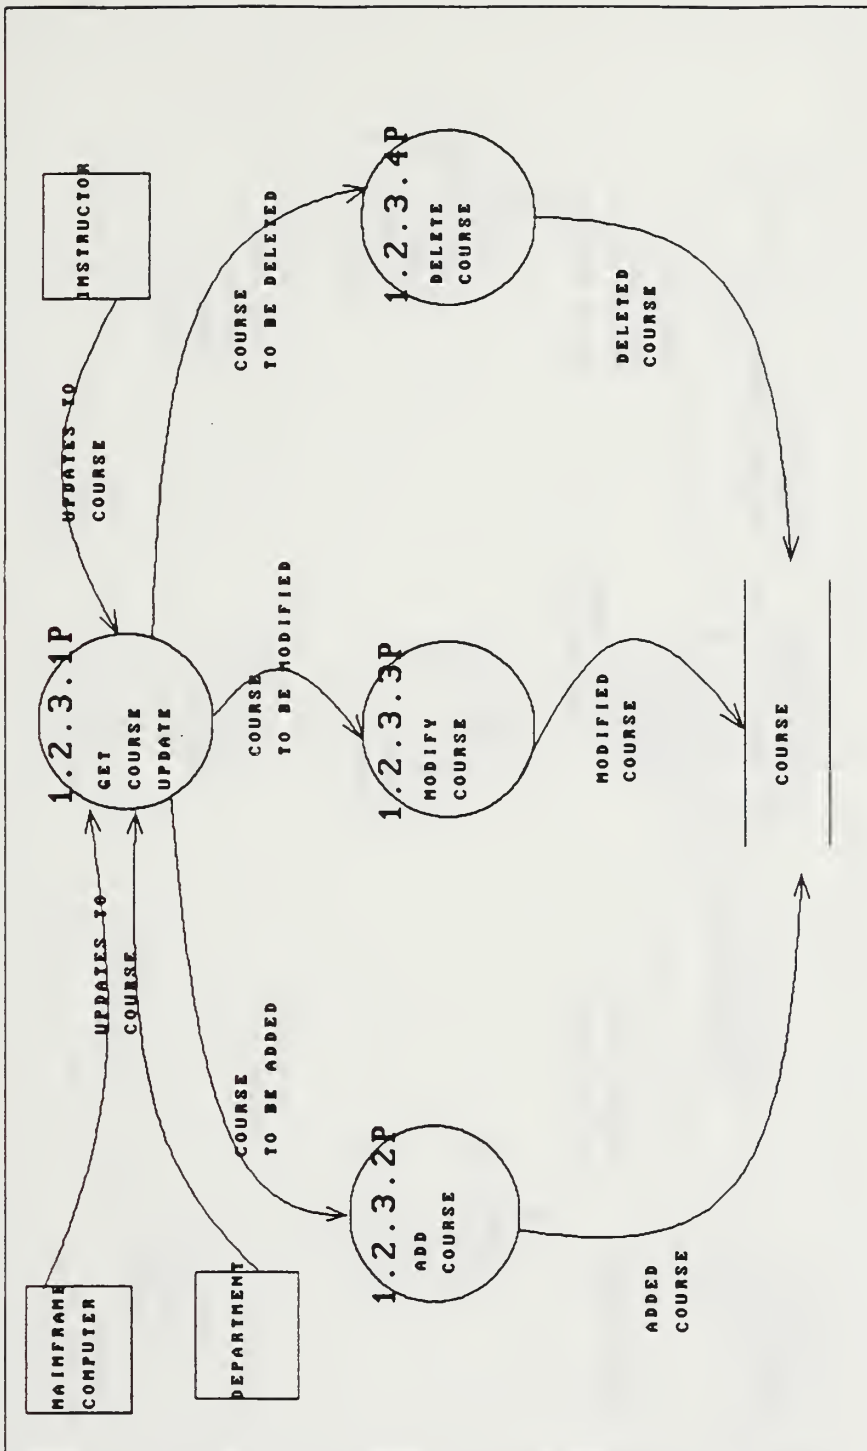 MAIMFRAME
COMPUTER
DEPARTMENT
UPDATES TO
COURSE
1.2.3.1P
GET
COURSE
UPDATE
UPDATES TO
COURSE
IMSTRUCTOR
COURSE
TO BE ADDED
COURSE
TO BE MODIFIED
COURSE
TO BE DELETED
1.2.3.2P
ADD
COURSE
1.2.3.3P
MODIFY
COURSE
1.2.3.4P
DELETE
COURSE
ADDED
COURSE
MODIFIED
COURSE
DELETED
COURSE
COURSE